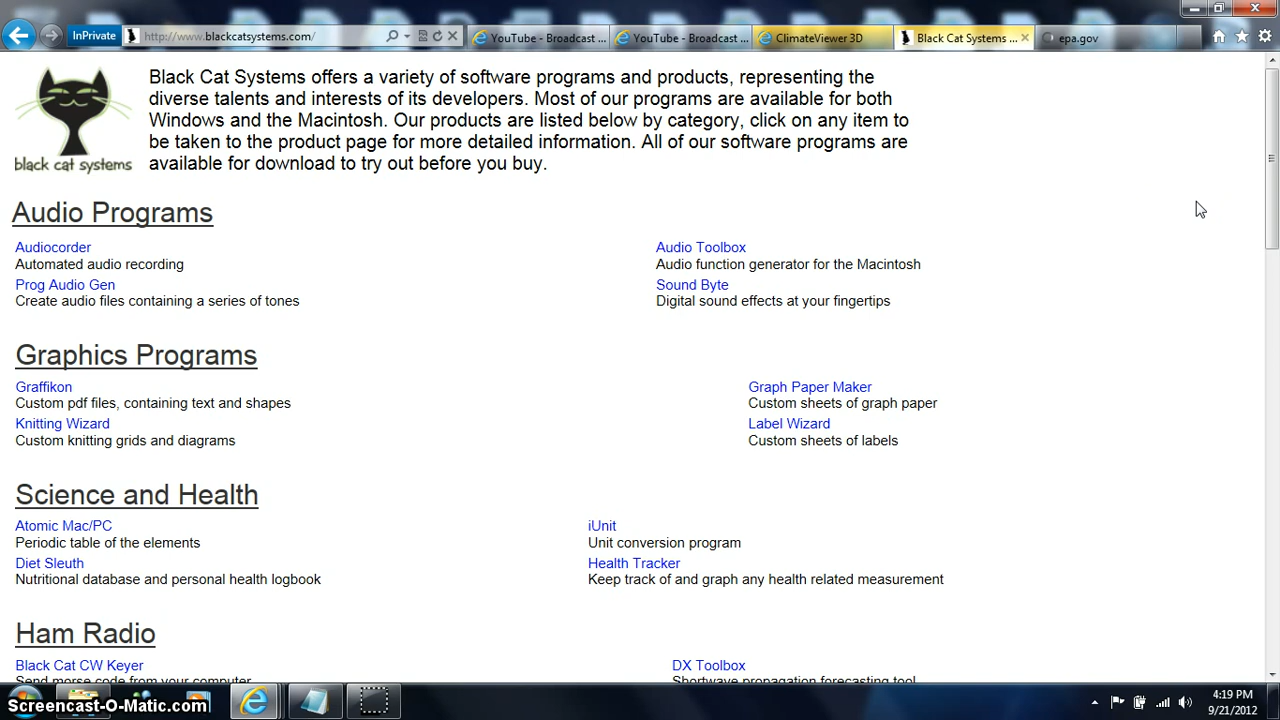 InPrivate
http://www.blackcatsystems.com/
YouTube - Broadcast ...
YouTube - Broadcast ...
ClimateViewer 3D
Black Cat Systems ...
epa.gov
black cat systems
Black Cat Systems offers a variety of software programs and products, representing the
diverse talents and interests of its developers. Most of our programs are available for both
Windows and the Macintosh. Our products are listed below by category, click on any item to
be taken to the product page for more detailed information. All of our software programs are
available for download to try out before you buy.
Audio Programs
Audiocorder
Automated audio recording
Prog Audio Gen
Create audio files containing a series of tones
Audio Toolbox
Audio function generator for the Macintosh
Sound Byte
Digital sound effects at your fingertips
Graphics Programs
Graffikon
Custom pdf files, containing text and shapes
Knitting Wizard
Custom knitting grids and diagrams
Graph Paper Maker
Custom sheets of graph paper
Label Wizard
Custom sheets of labels
Science and Health
Atomic Mac/PC
Periodic table of the elements
Diet Sleuth
Nutritional database and personal health logbook
iUnit
Unit conversion program
Health Tracker
Keep track of and graph any health related measurement
Ham Radio
Black Cat CW Keyer
Send morse code from your computer
DX Toolbox
Shortwave propagation forecasting tool
Screencast-O-Matic.com
4:19 PM
9/21/2012